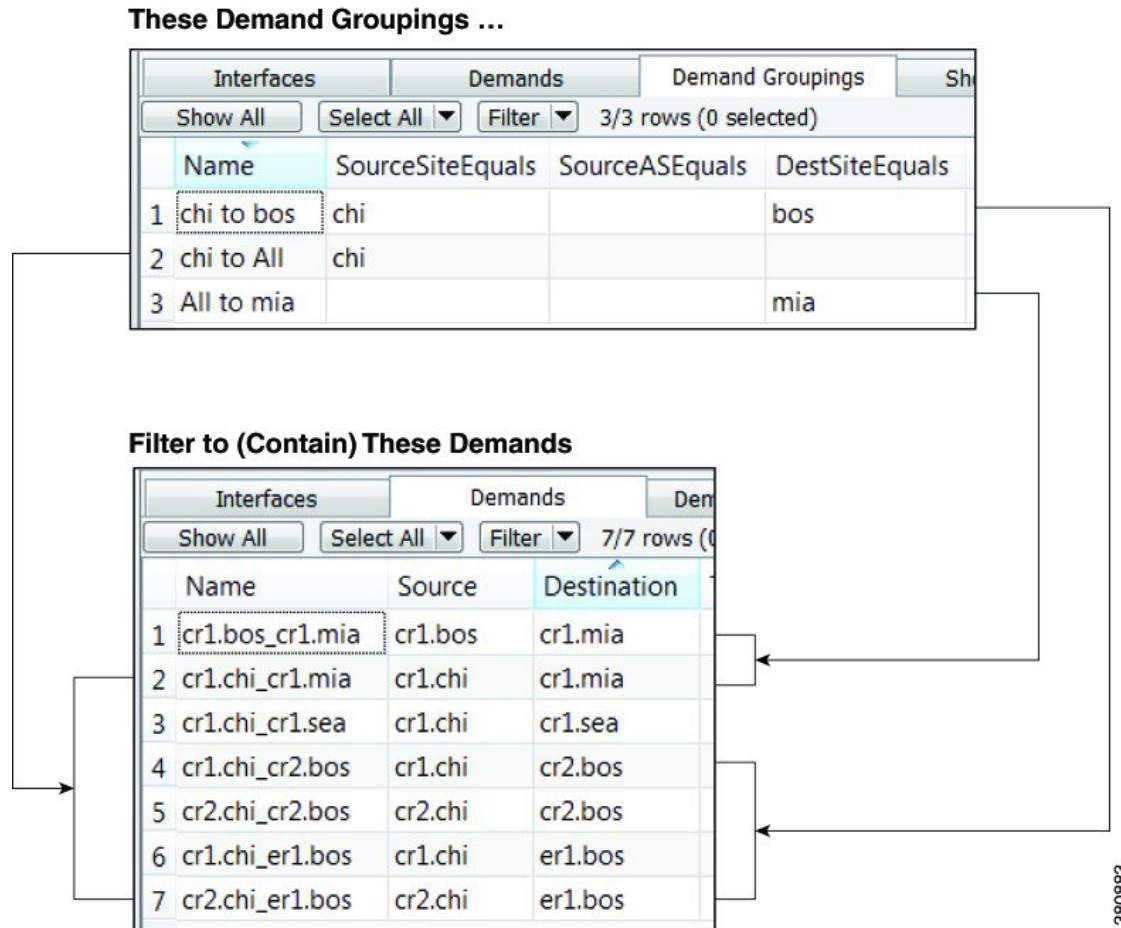 These Demand Groupings ...
Interfaces Demands Demand Groupings Sh
Show All Select All Filter 3/3 rows (0 selected)
Name SourceSiteEquals SourceASEquals DestSiteEquals
1 chi to bos chi bos
2 chi to All chi
3 All to mia mia
Filter to (Contain) These Demands
Interfaces Demands Dem
Show All Select All Filter 7/7 rows (
Name Source Destination
1 cr1.bos_cr1.mia cr1.bos cr1.mia
2 cr1.chi_cr1.mia cr1.chi cr1.mia
3 cr1.chi_cr1.sea cr1.chi cr1.sea
4 cr1.chi_cr2.bos cr1.chi cr2.bos
5 cr2.chi_cr2.bos cr2.chi cr2.bos
6 cr1.chi_er1.bos cr1.chi er1.bos
7 cr2.chi_er1.bos cr2.chi er1.bos